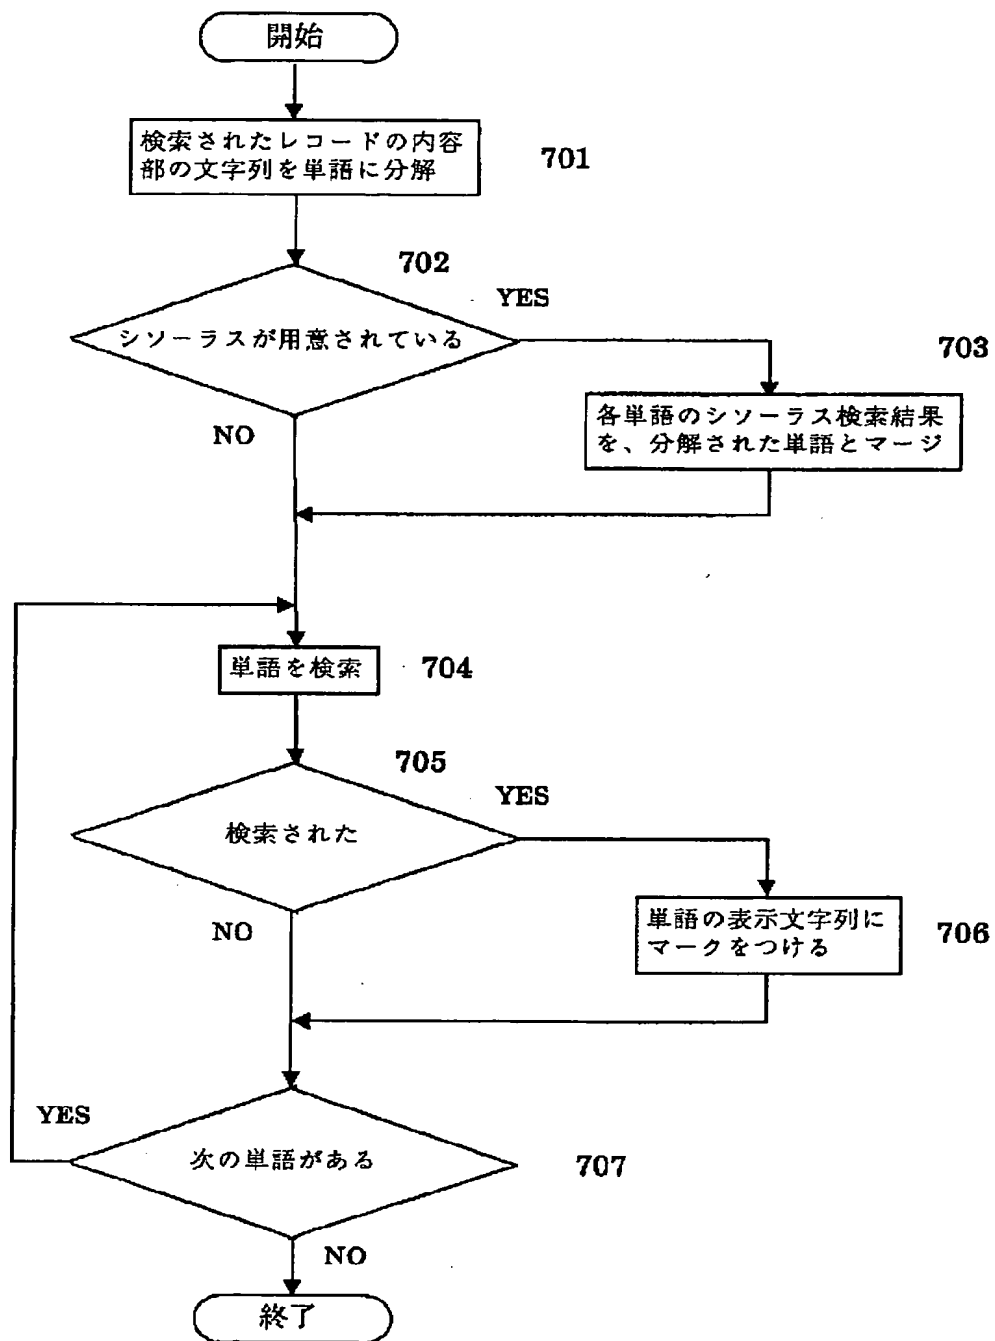 開始
検索されたレコードの内容
部の文字列を単語に分解
701
702
YES
シソーラスが用意されている
703
各単語のシソーラス検索結果
を、分解された単語とマージ
NO
単語を検索
704
705
YES
検索された
NO
単語の表示文字列に
マークをつける
706
YES
次の単語がある
707
NO
終了